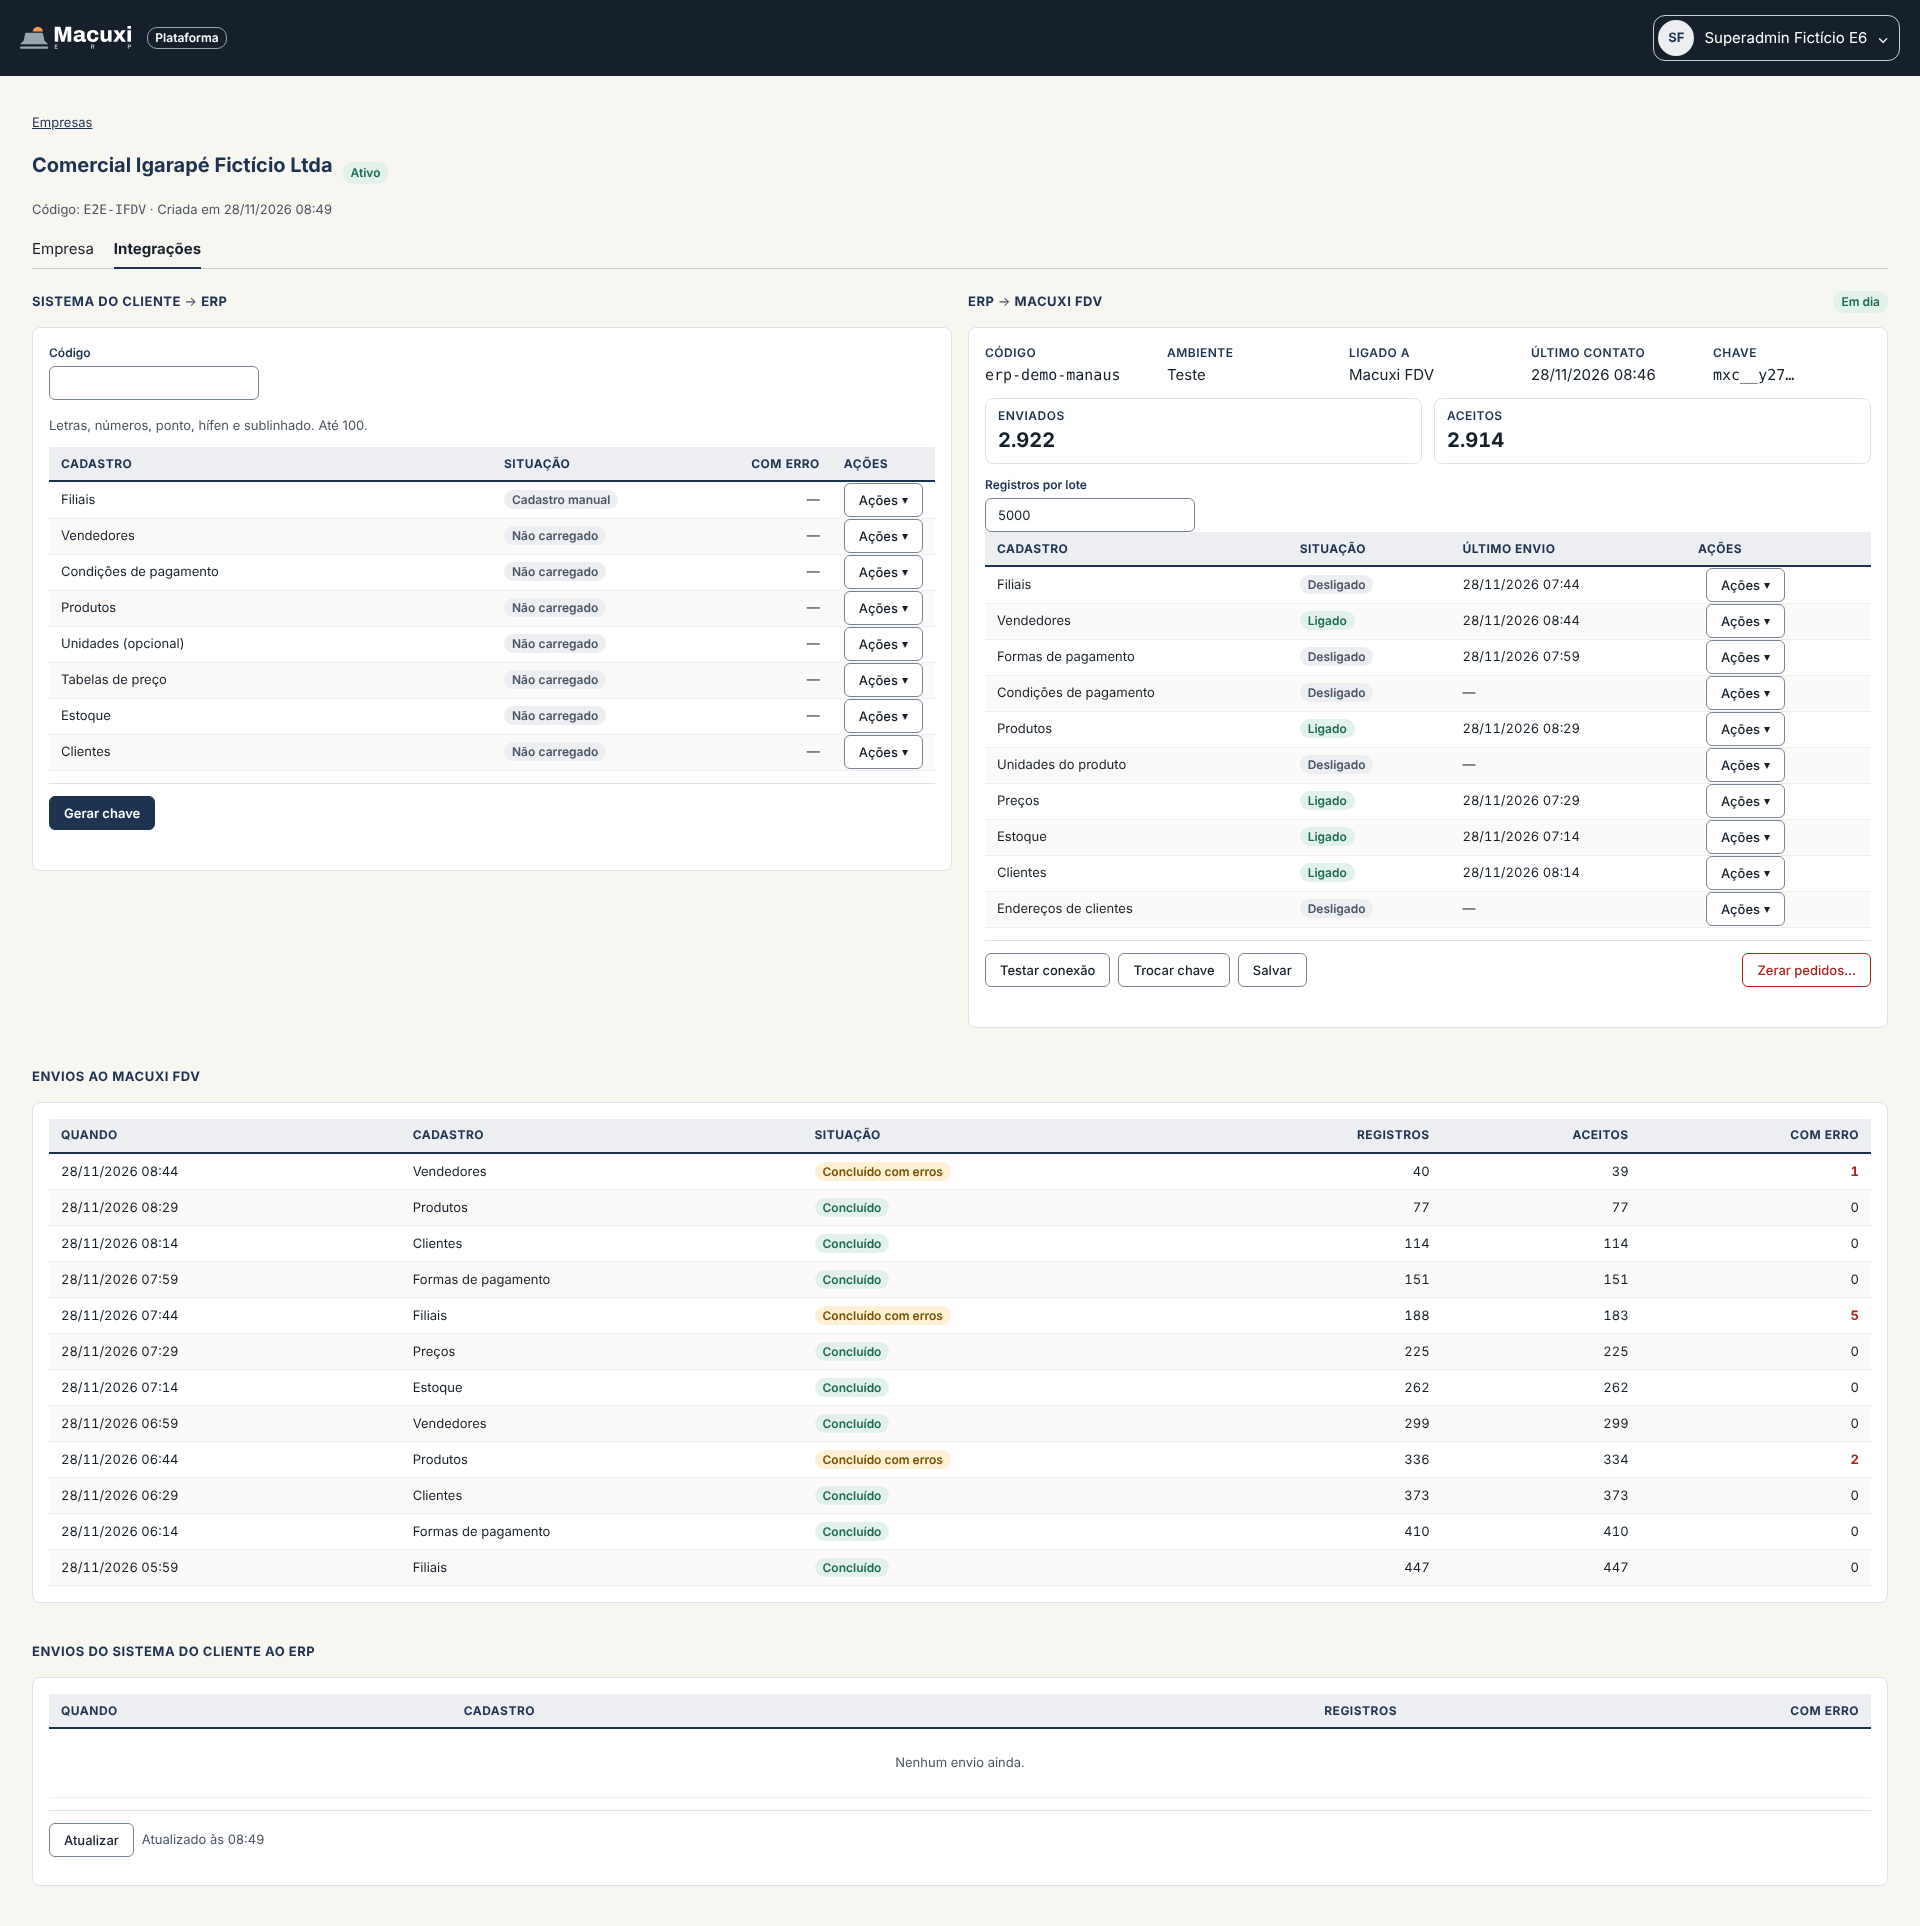 Macuxi
E R P
Plataforma
SF
Superadmin Fictício E6
Empresas
Comercial Igarapé Fictício Ltda
Ativo
Código: E2E-IFDV · Criada em 28/11/2026 08:49
Empresa
Integrações
SISTEMA DO CLIENTE → ERP
Código
Letras, números, ponto, hífen e sublinhado. Até 100.
CADASTRO SITUAÇÃO COM ERRO AÇÕES
Filiais Cadastro manual — Ações ▾
Vendedores Não carregado — Ações ▾
Condições de pagamento Não carregado — Ações ▾
Produtos Não carregado — Ações ▾
Unidades (opcional) Não carregado — Ações ▾
Tabelas de preço Não carregado — Ações ▾
Estoque Não carregado — Ações ▾
Clientes Não carregado — Ações ▾
Gerar chave
ERP → MACUXI FDV
Em dia
CÓDIGO AMBIENTE LIGADO A ÚLTIMO CONTATO CHAVE
erp-demo-manaus Teste Macuxi FDV 28/11/2026 08:46 mxc__y27…
ENVIADOS ACEITOS
2.922 2.914
Registros por lote
5000
CADASTRO SITUAÇÃO ÚLTIMO ENVIO AÇÕES
Filiais Desligado 28/11/2026 07:44 Ações ▾
Vendedores Ligado 28/11/2026 08:44 Ações ▾
Formas de pagamento Desligado 28/11/2026 07:59 Ações ▾
Condições de pagamento Desligado — Ações ▾
Produtos Ligado 28/11/2026 08:29 Ações ▾
Unidades do produto Desligado — Ações ▾
Preços Ligado 28/11/2026 07:29 Ações ▾
Estoque Ligado 28/11/2026 07:14 Ações ▾
Clientes Ligado 28/11/2026 08:14 Ações ▾
Endereços de clientes Desligado — Ações ▾
Testar conexão Trocar chave Salvar Zerar pedidos...
ENVIOS AO MACUXI FDV
QUANDO CADASTRO SITUAÇÃO REGISTROS ACEITOS COM ERRO
28/11/2026 08:44 Vendedores Concluído com erros 40 39 1
28/11/2026 08:29 Produtos Concluído 77 77 0
28/11/2026 08:14 Clientes Concluído 114 114 0
28/11/2026 07:59 Formas de pagamento Concluído 151 151 0
28/11/2026 07:44 Filiais Concluído com erros 188 183 5
28/11/2026 07:29 Preços Concluído 225 225 0
28/11/2026 07:14 Estoque Concluído 262 262 0
28/11/2026 06:59 Vendedores Concluído 299 299 0
28/11/2026 06:44 Produtos Concluído com erros 336 334 2
28/11/2026 06:29 Clientes Concluído 373 373 0
28/11/2026 06:14 Formas de pagamento Concluído 410 410 0
28/11/2026 05:59 Filiais Concluído 447 447 0
ENVIOS DO SISTEMA DO CLIENTE AO ERP
QUANDO CADASTRO REGISTROS COM ERRO
Nenhum envio ainda.
Atualizar Atualizado às 08:49